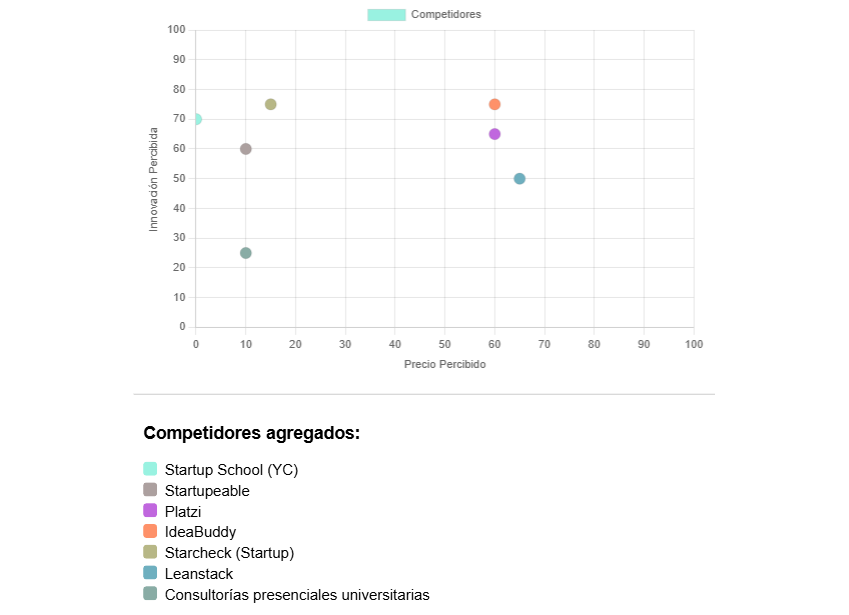 Competidores
100
90
80
70
60
50
40
30
20
10
0
Innovación Percibida
0 10 20 30 40 50 60 70 80 90 100
Precio Percibido
Competidores agregados:
Startup School (YC)
Startupeable
Platzi
IdeaBuddy
Starcheck (Startup)
Leanstack
Consultorías presenciales universitarias